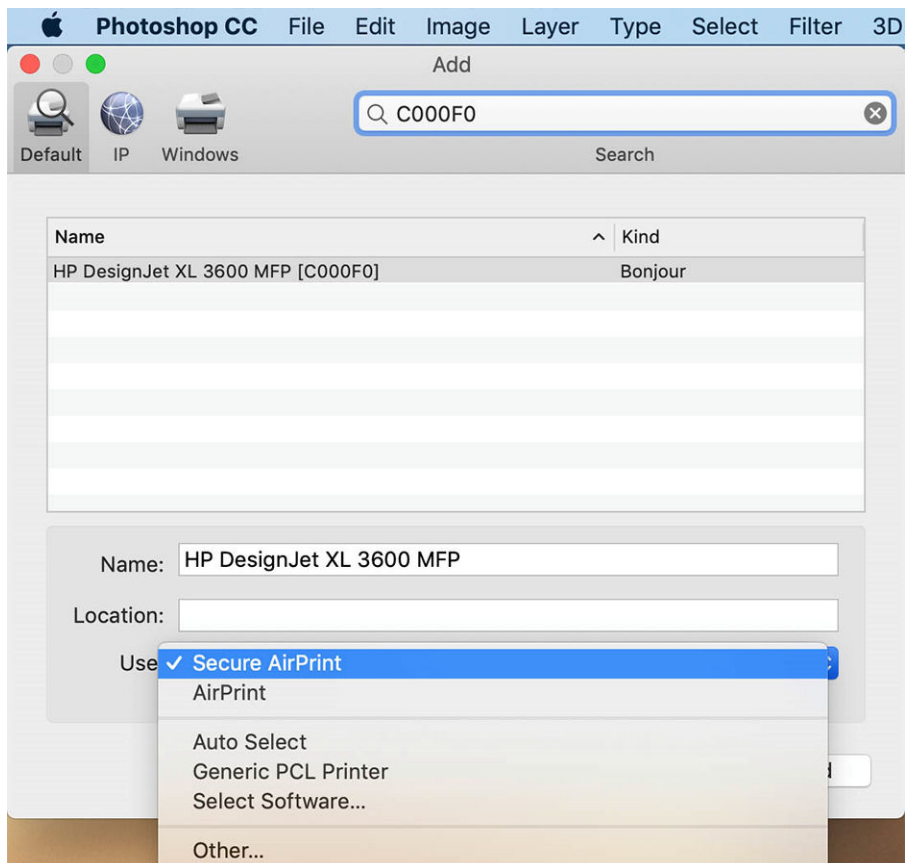 Photoshop CC File Edit Image Layer Type Select Filter 3D
Add
C000F0
Default IP Windows Search
Name Kind
HP DesignJet XL 3600 MFP [C000F0] Bonjour
Name: HP DesignJet XL 3600 MFP
Location:
Use ✓ Secure AirPrint
AirPrint
Auto Select
Generic PCL Printer
Select Software...
Other...